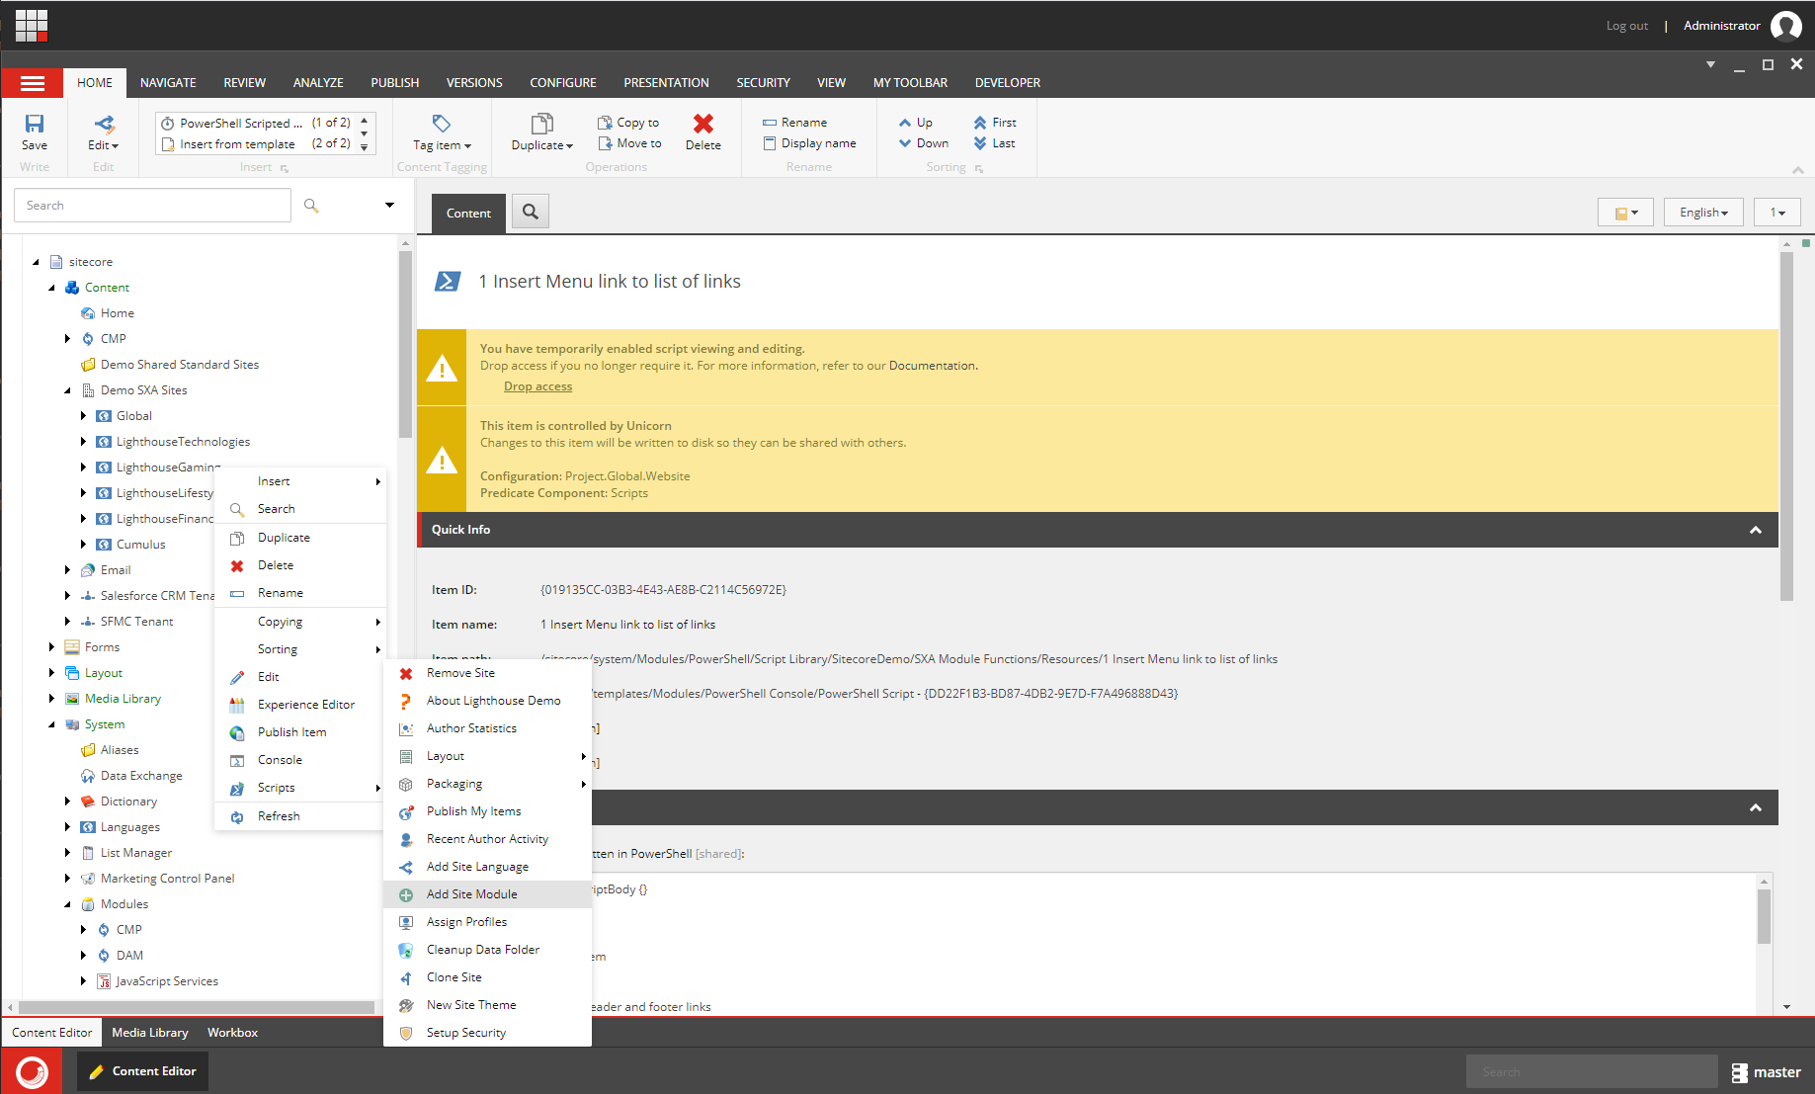 Log out | Administrator
HOME NAVIGATE REVIEW ANALYZE PUBLISH VERSIONS CONFIGURE PRESENTATION SECURITY VIEW MY TOOLBAR DEVELOPER
Save
Write
Edit
Edit
PowerShell Scripted ... (1 of 2)
Insert from template (2 of 2)
Insert
Tag item
Content Tagging
Duplicate
Copy to
Move to
Delete
Operations
Rename
Display name
Rename
Up
Down
First
Last
Sorting
Search
Content
English
1
sitecore
Content
Home
CMP
Demo Shared Standard Sites
Demo SXA Sites
Global
LighthouseTechnologies
LighthouseGaming
LighthouseLifesty
LighthouseFinanc
Cumulus
Email
Salesforce CRM Tena
SFMC Tenant
Forms
Layout
Media Library
System
Aliases
Data Exchange
Dictionary
Languages
List Manager
Marketing Control Panel
Modules
CMP
DAM
JavaScript Services
Insert
Search
Duplicate
Delete
Rename
Copying
Sorting
Edit
Experience Editor
Publish Item
Console
Scripts
Refresh
Remove Site
About Lighthouse Demo
Author Statistics
Layout
Packaging
Publish My Items
Recent Author Activity
Add Site Language
Add Site Module
Assign Profiles
Cleanup Data Folder
Clone Site
New Site Theme
Setup Security
1 Insert Menu link to list of links
You have temporarily enabled script viewing and editing.
Drop access if you no longer require it. For more information, refer to our Documentation.
Drop access
This item is controlled by Unicorn
Changes to this item will be written to disk so they can be shared with others.
Configuration: Project.Global.Website
Predicate Component: Scripts
Quick Info
Item ID: {019135CC-03B3-4E43-AE8B-C2114C56972E}
Item name: 1 Insert Menu link to list of links
Item path: /sitecore/system/Modules/PowerShell/Script Library/SitecoreDemo/SXA Module Functions/Resources/1 Insert Menu link to list of links
/templates/Modules/PowerShell Console/PowerShell Script - {DD22F1B3-BD87-4DB2-9E7D-F7A496888D43}
]
]
tten in PowerShell [shared]:
riptBody {}
em
eader and footer links
Content Editor Media Library Workbox
Content Editor
Search
master